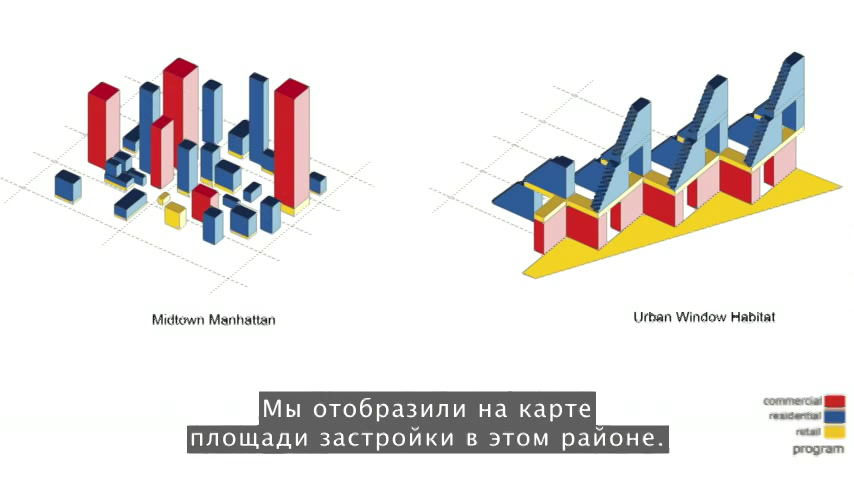 Midtown Manhattan
Urban Window Habitat
Мы отобразили на карте
площади застройки в этом районе.
commercial
residential
retail
program